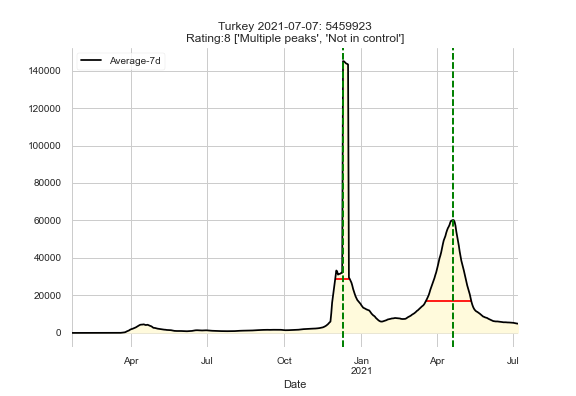 Turkey 2021-07-07: 5459923
Rating:8 ['Multiple peaks', 'Not in control']
Average-7d
140000
120000
100000
80000
60000
40000
20000
0
Apr Jul Oct Jan Apr Jul
2021
Date